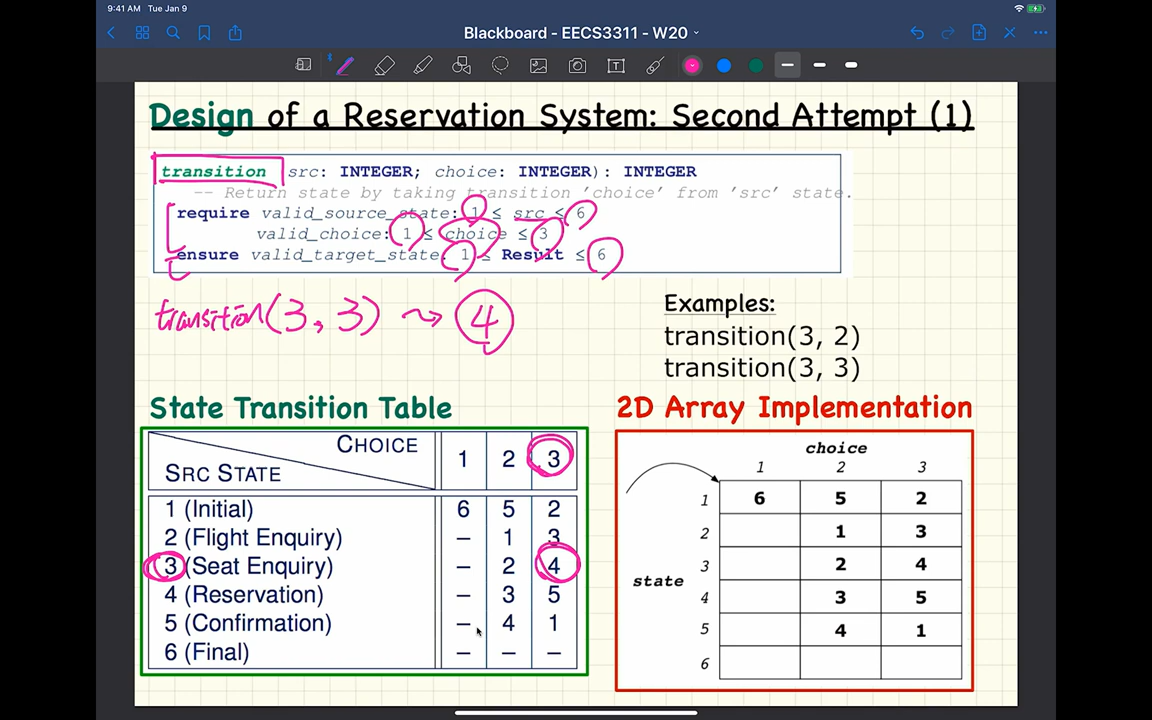 9:41 AM Tue Jan 9
Blackboard - EECS3311 - W20
Design of a Reservation System: Second Attempt (1)
transition src: INTEGER; choice: INTEGER): INTEGER
-- Return state by taking transition 'choice' from 'src' state.
require valid_source_state: 1 ≤ src ≤ 6
valid_choice: 1 ≤ choice ≤ 3
ensure valid_target_state: 1 ≤ Result ≤ 6
transition(3, 3) ⤳ 4
Examples:
transition(3, 2)
transition(3, 3)
State Transition Table
CHOICE
SRC STATE
1 2 3
1 (Initial) 6 5 2
2 (Flight Enquiry) – 1 3
3 (Seat Enquiry) – 2 4
4 (Reservation) – 3 5
5 (Confirmation) – 4 1
6 (Final) – – –
2D Array Implementation
choice
1 2 3
1 6 5 2
2 1 3
3 2 4
state
4 3 5
5 4 1
6